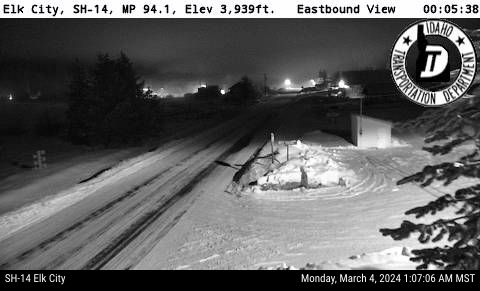 Elk City, SH-14, MP 94.1, Elev 3,939ft. Eastbound View 00:05:38
IDAHO
TRANSPORTATION DEPARTMENT
SH-14 Elk City Monday, March 4, 2024 1:07:06 AM MST